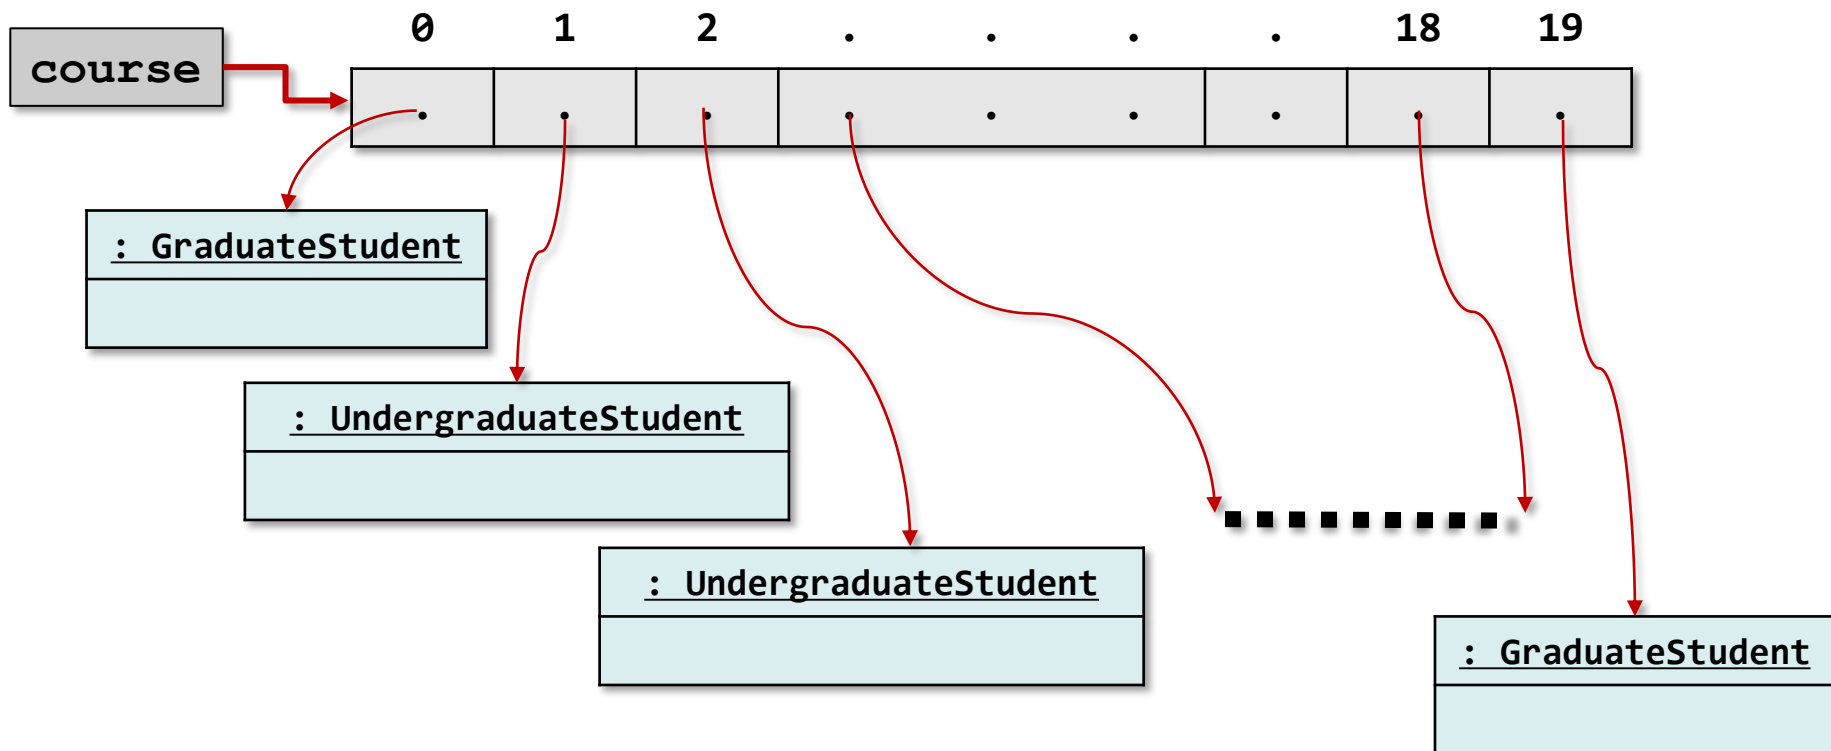 0 1 2 . . . . 18 19
course
. . . . . . . . .
: GraduateStudent
: UndergraduateStudent
: UndergraduateStudent
: GraduateStudent